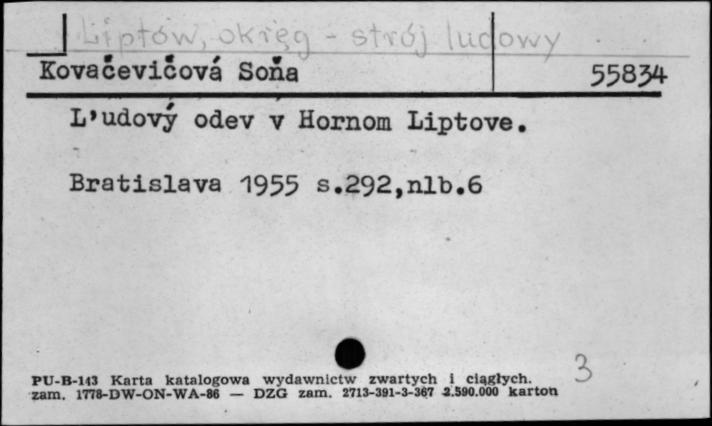 Liptów, okręg - strój ludowy
Kovačevičová Soňa 55834
L'udový odev v Hornom Liptove.
Bratislava 1955 s.292,nlb.6
3
PU-B-143 Karta katalogowa wydawnictw zwartych i ciągłych.
zam. 1778-DW-ON-WA-86 — DZG zam. 2713-391-3-367 2.590.000 karton